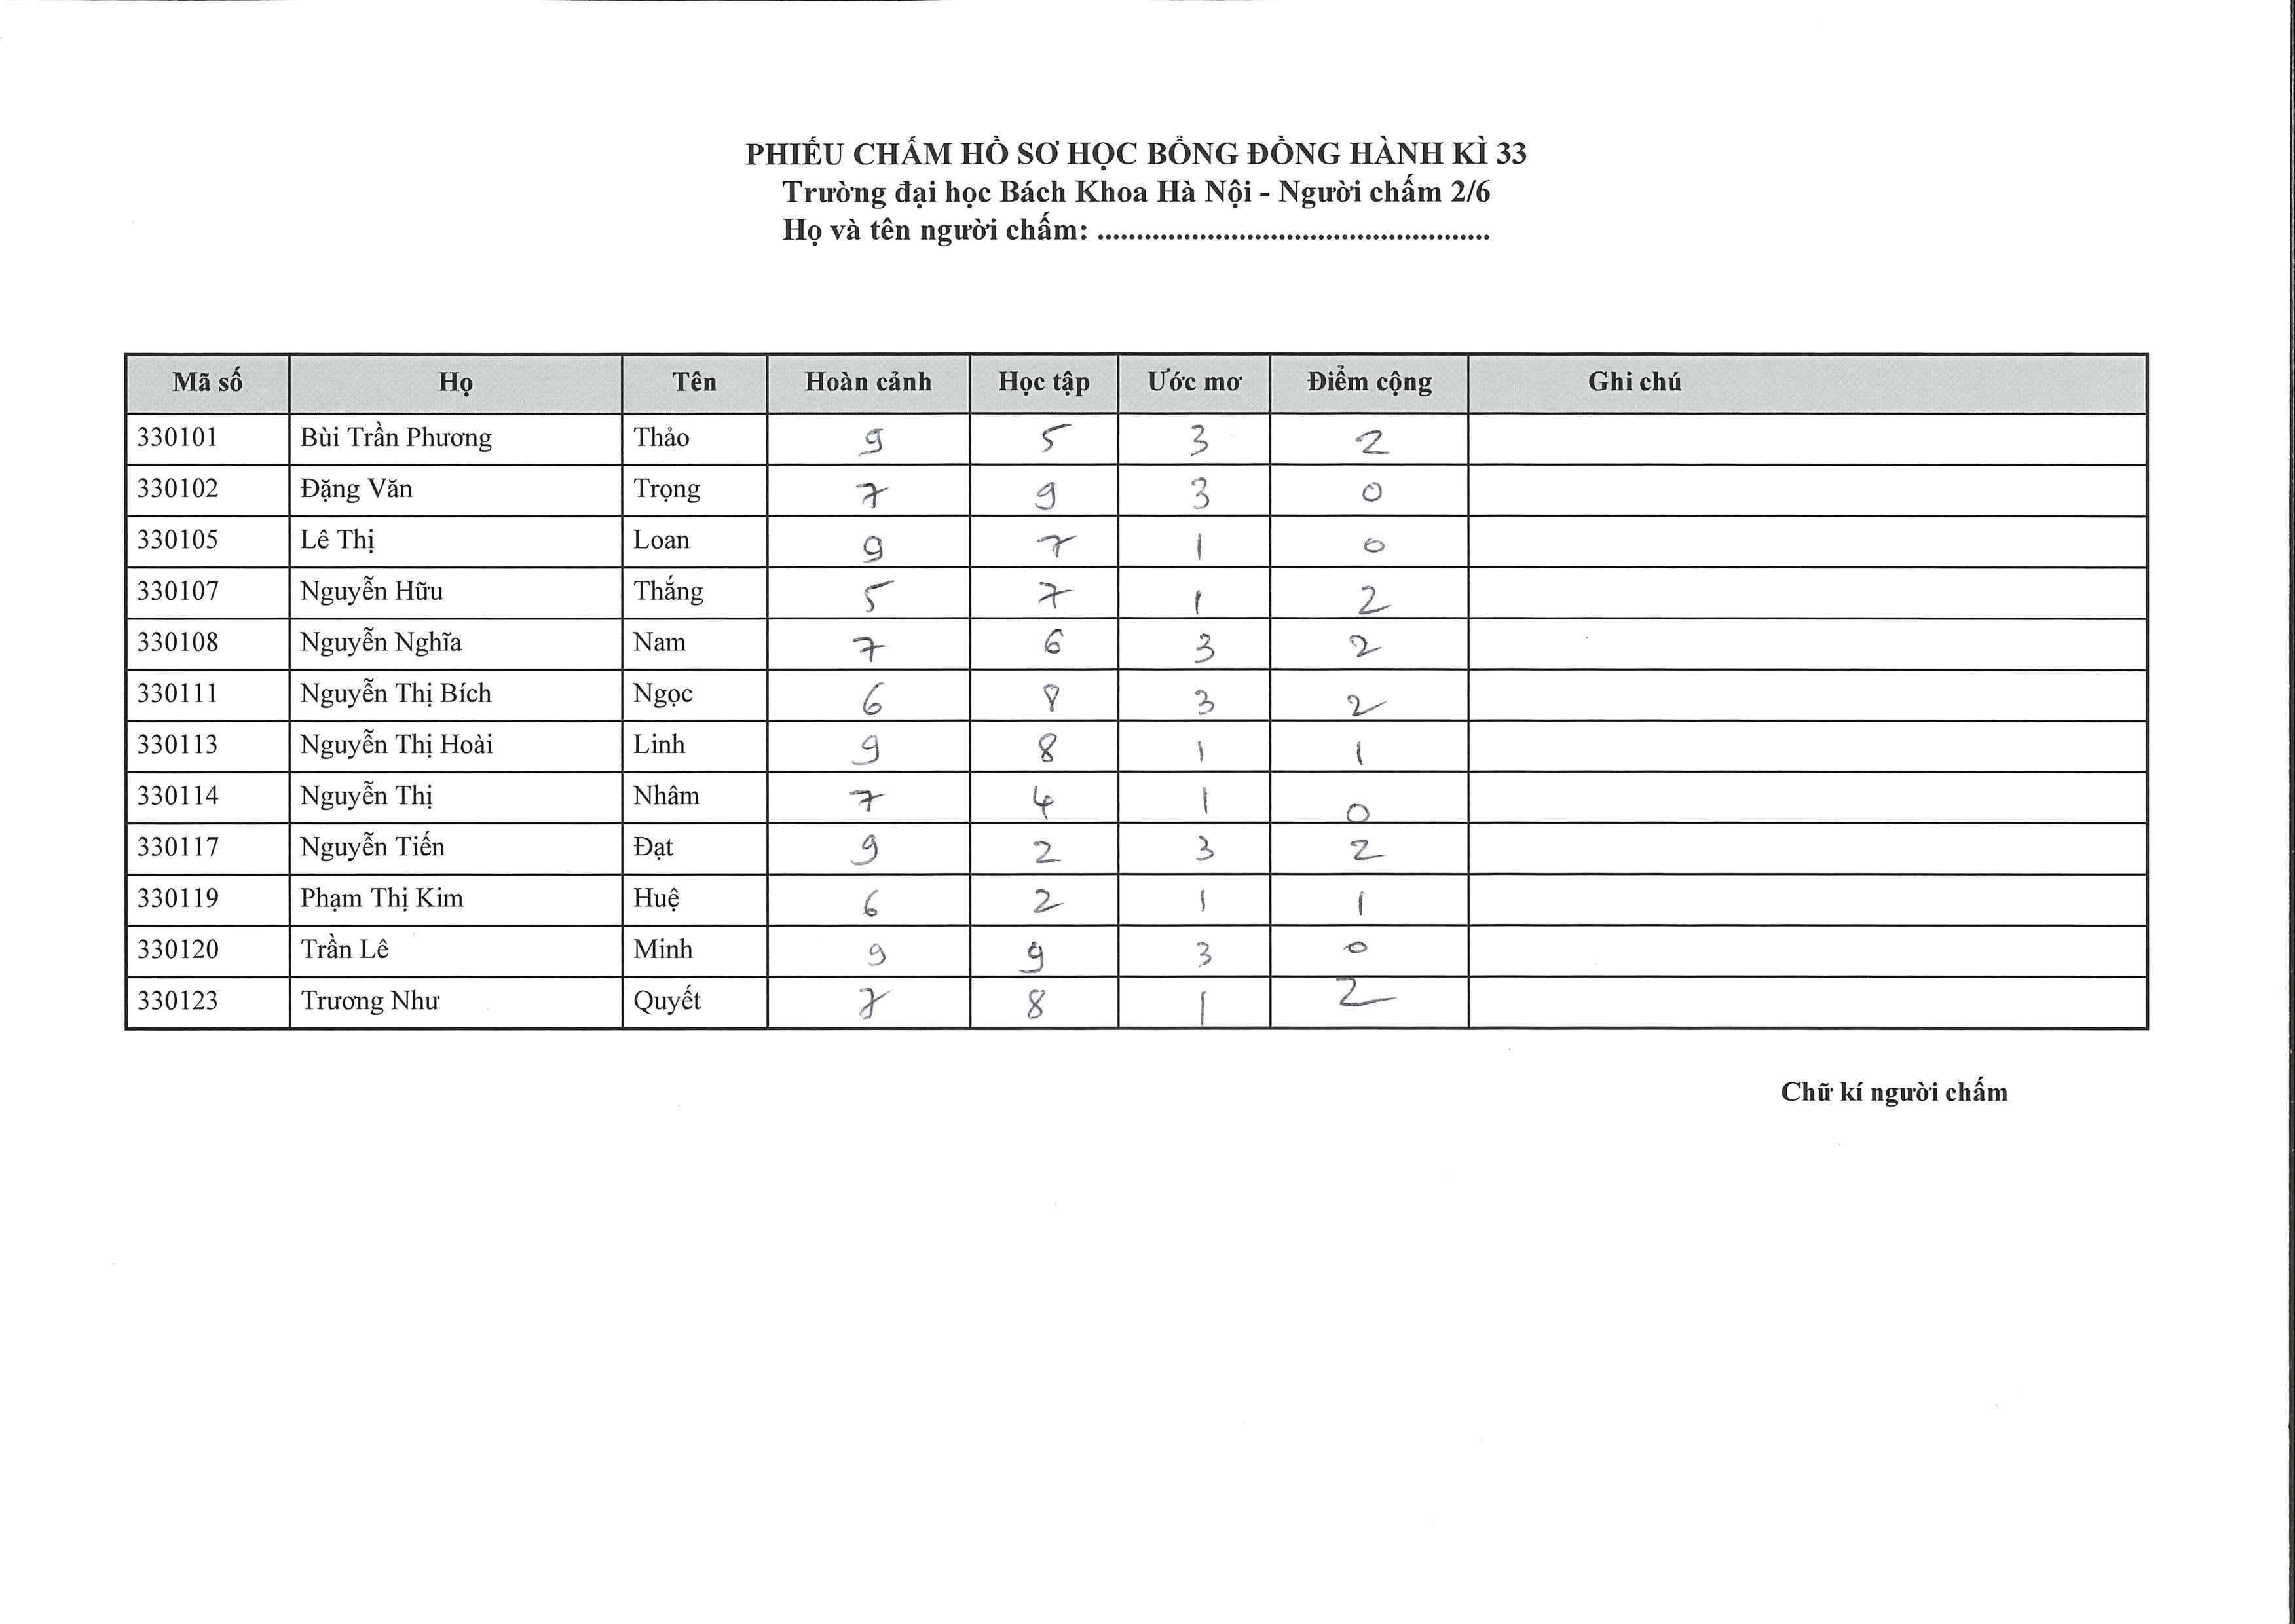 PHIẾU CHẤM HỒ SƠ HỌC BỔNG ĐỒNG HÀNH KÌ 33
Trường đại học Bách Khoa Hà Nội - Người chấm 2/6
Họ và tên người chấm: ....................................................
Mã số Họ Tên Hoàn cảnh Học tập Ước mơ Điểm cộng Ghi chú
330101 Bùi Trần Phương Thảo 9 5 3 2
330102 Đặng Văn Trọng 7 9 3 0
330105 Lê Thị Loan 9 7 1 0
330107 Nguyễn Hữu Thắng 5 7 1 2
330108 Nguyễn Nghĩa Nam 7 6 3 2
330111 Nguyễn Thị Bích Ngọc 6 8 3 2
330113 Nguyễn Thị Hoài Linh 9 8 1 1
330114 Nguyễn Thị Nhâm 7 4 1 0
330117 Nguyễn Tiến Đạt 9 2 3 2
330119 Phạm Thị Kim Huệ 6 2 1 1
330120 Trần Lê Minh 9 9 3 0
330123 Trương Như Quyết 7 8 1 2
Chữ kí người chấm